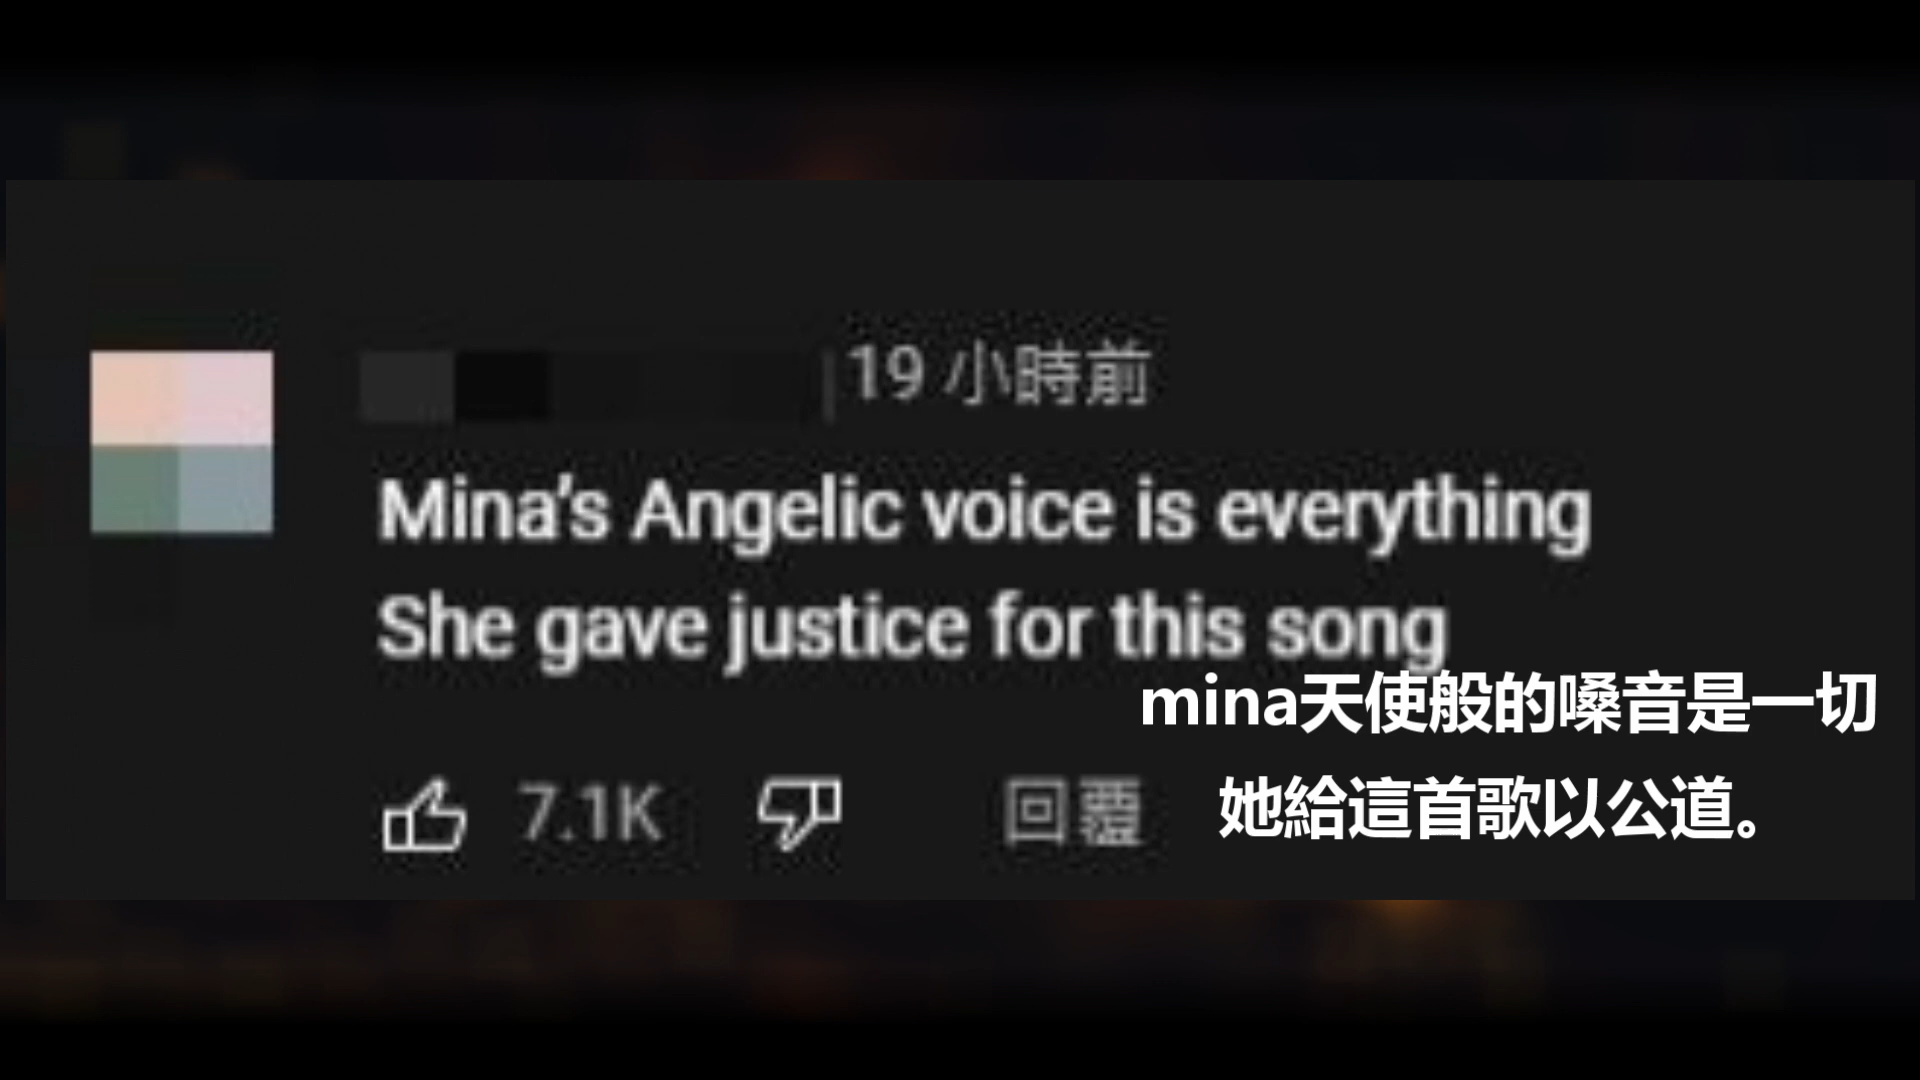 19 小時前
Mina's Angelic voice is everything
She gave justice for this song
mina天使般的嗓音是一切
她給這首歌以公道。
7.1K
回覆